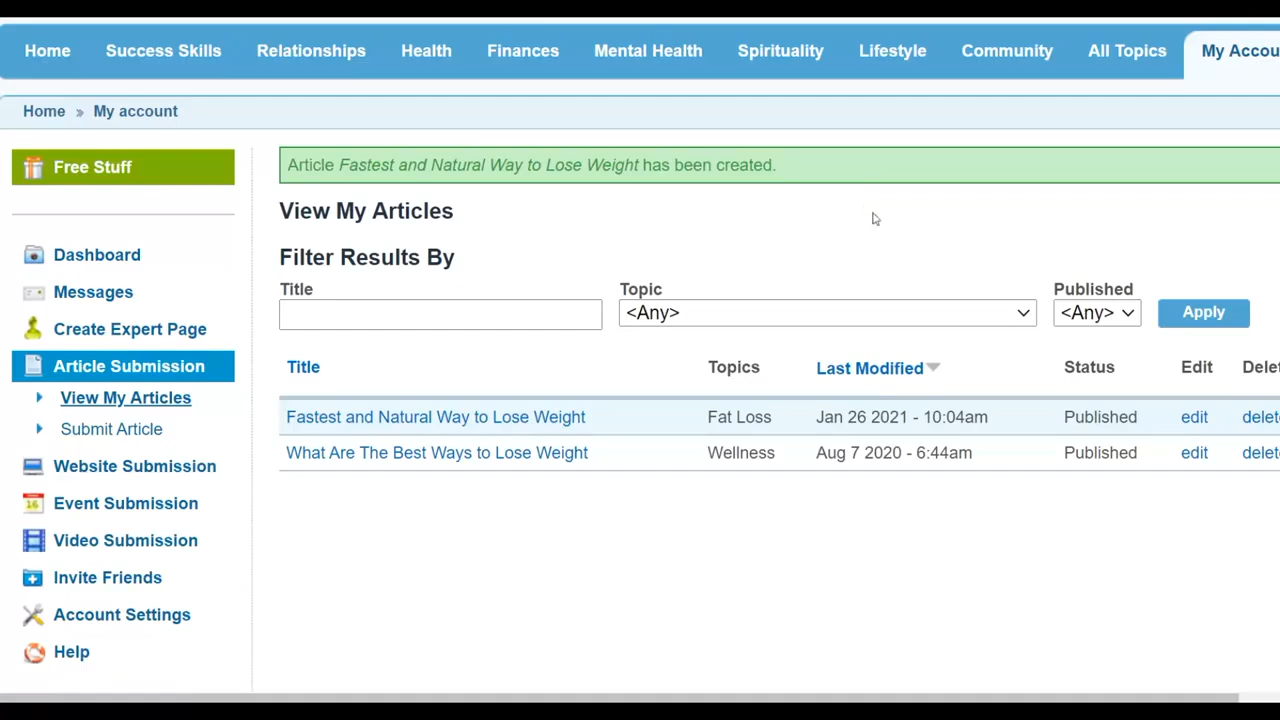 Home Success Skills Relationships Health Finances Mental Health Spirituality Lifestyle Community All Topics My Accou
Home » My account
Free Stuff
Article Fastest and Natural Way to Lose Weight has been created.
View My Articles
Filter Results By
Title Topic Published
<Any> <Any> Apply
Dashboard
Messages
Create Expert Page
Article Submission
View My Articles
Submit Article
Website Submission
Event Submission
Video Submission
Invite Friends
Account Settings
Help
Title Topics Last Modified Status Edit Delet
Fastest and Natural Way to Lose Weight Fat Loss Jan 26 2021 - 10:04am Published edit delet
What Are The Best Ways to Lose Weight Wellness Aug 7 2020 - 6:44am Published edit delet